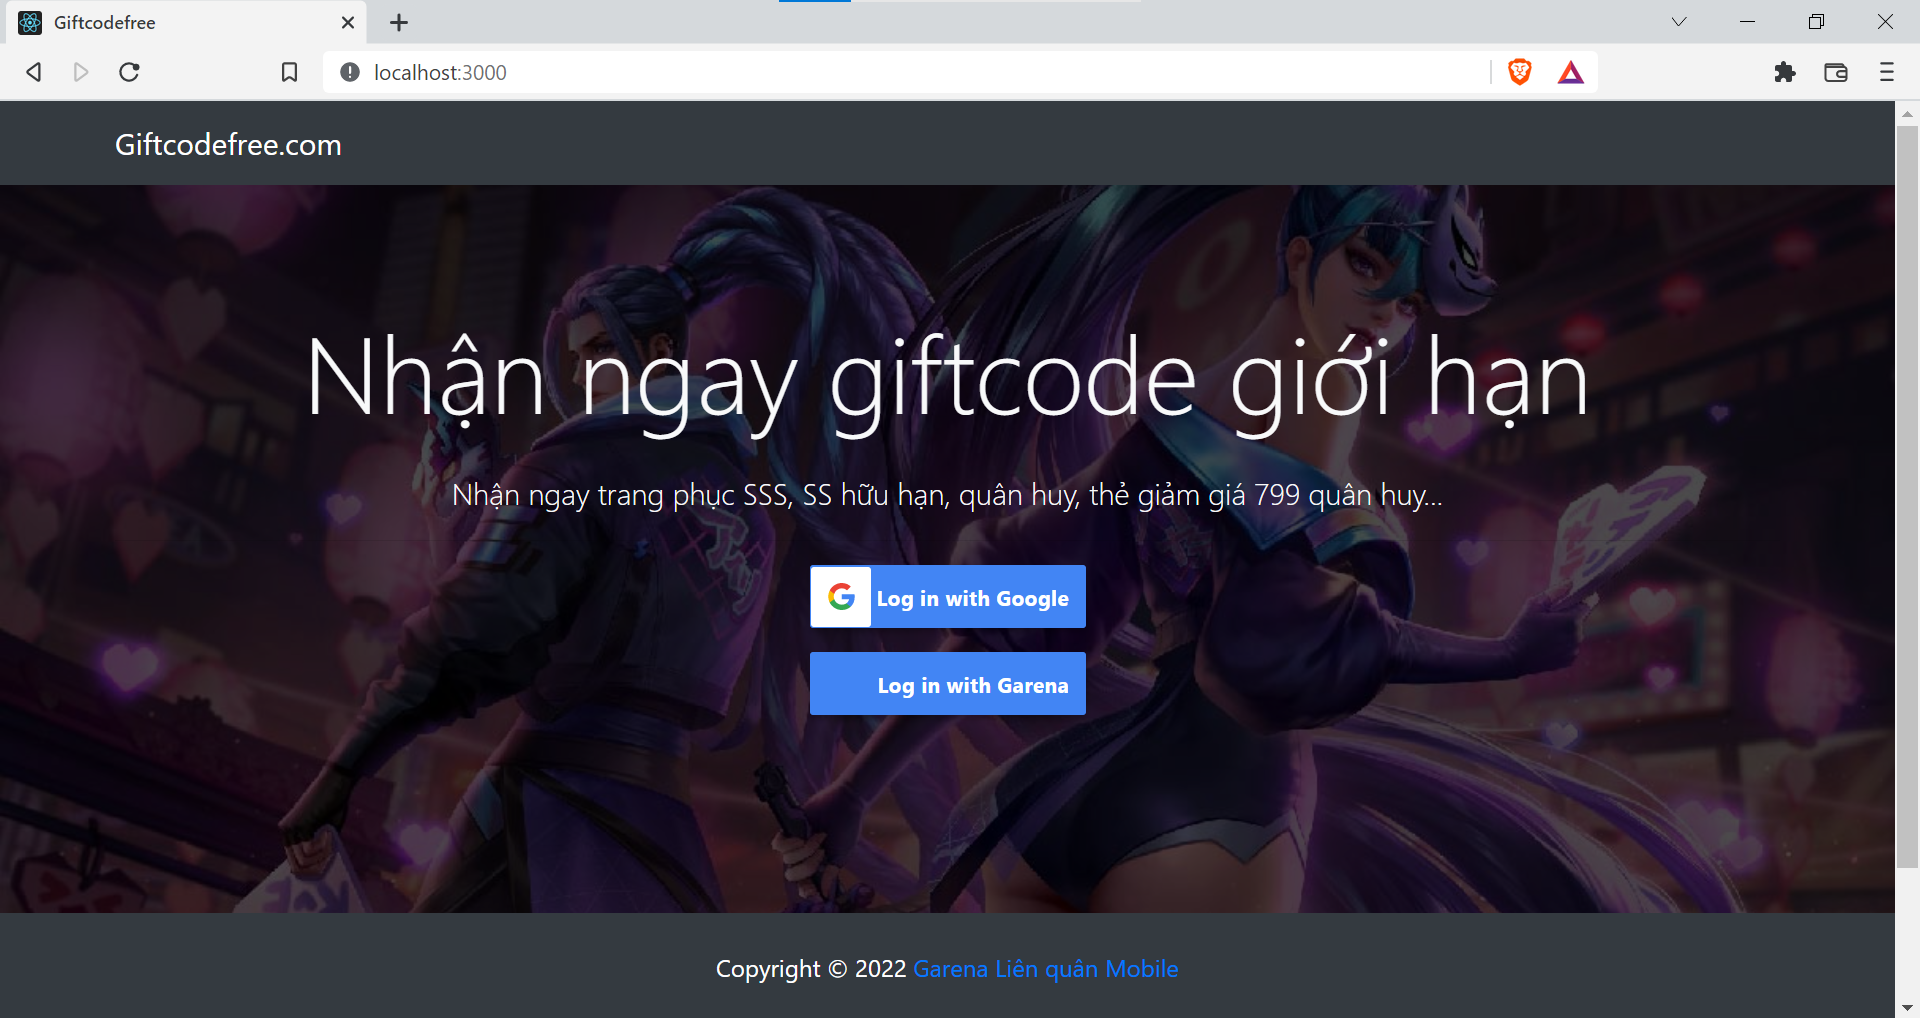 Giftcodefree
localhost:3000
Giftcodefree.com
Nhận ngay giftcode giới hạn
Nhận ngay trang phục SSS, SS hữu hạn, quân huy, thẻ giảm giá 799 quân huy...
Log in with Google
Log in with Garena
Copyright © 2022 Garena Liên quân Mobile